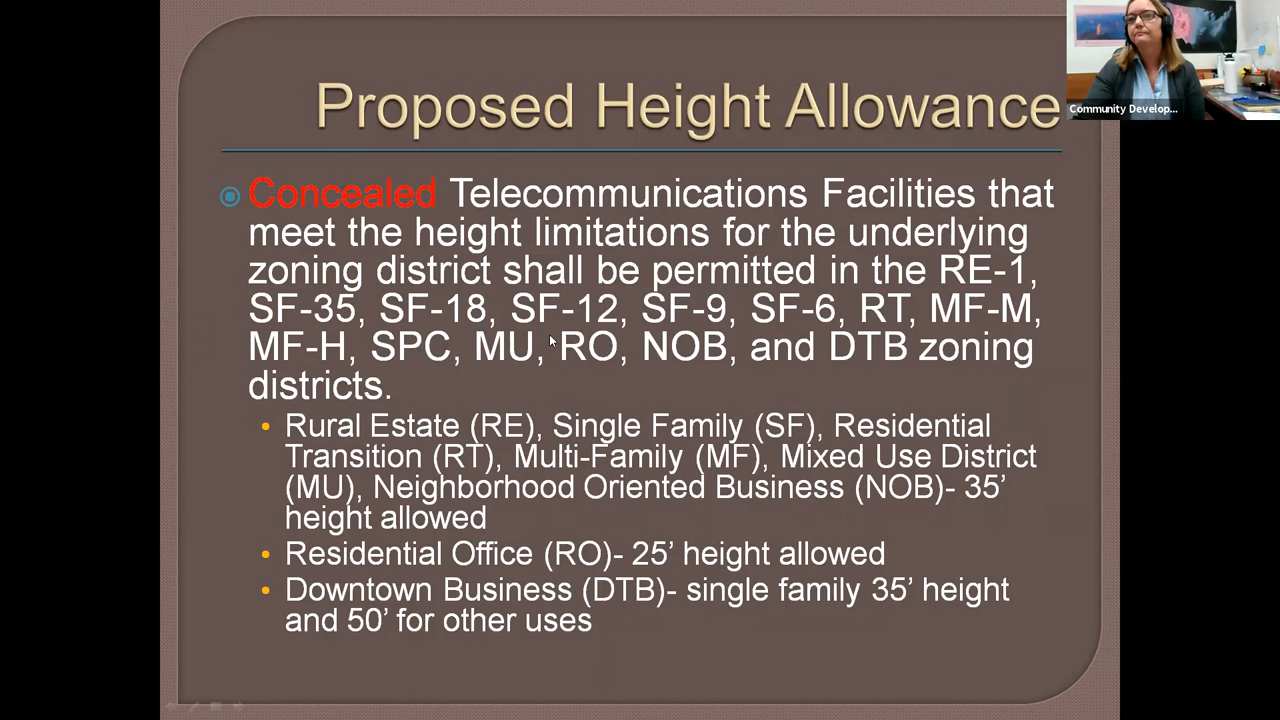 Proposed Height Allowance
Concealed Telecommunications Facilities that
meet the height limitations for the underlying
zoning district shall be permitted in the RE-1,
SF-35, SF-18, SF-12, SF-9, SF-6, RT, MF-M,
MF-H, SPC, MU, RO, NOB, and DTB zoning
districts.
• Rural Estate (RE), Single Family (SF), Residential
Transition (RT), Multi-Family (MF), Mixed Use District
(MU), Neighborhood Oriented Business (NOB)- 35’
height allowed
• Residential Office (RO)- 25’ height allowed
• Downtown Business (DTB)- single family 35’ height
and 50’ for other uses
Community Develop...